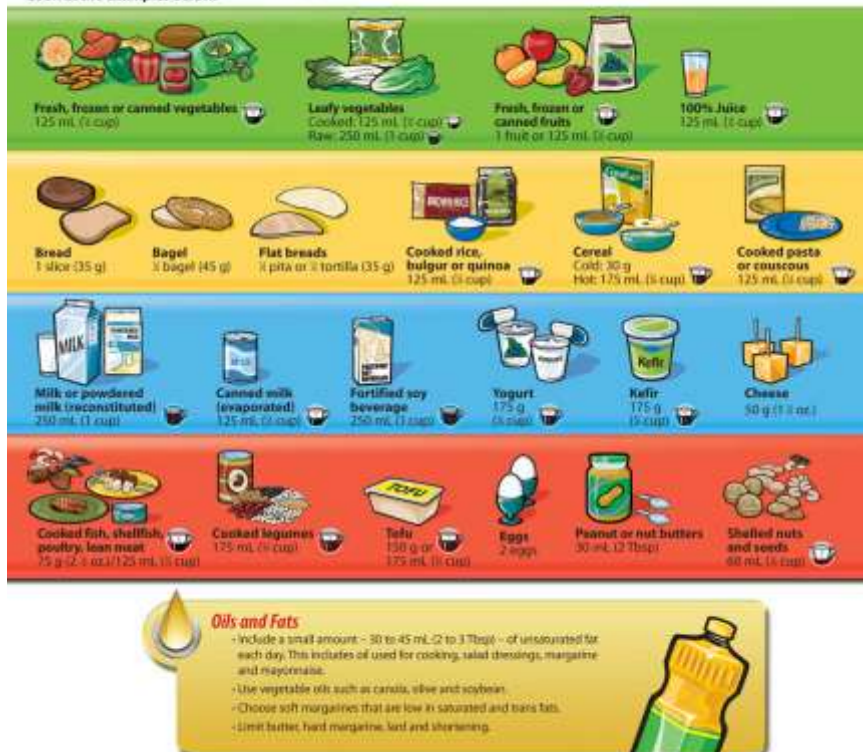 Fresh, frozen or canned vegetables
125 mL (½ cup)
Leafy vegetables
Cooked: 125 mL (½ cup)
Raw: 250 mL (1 cup)
Fresh, frozen or
canned fruits
1 fruit or 125 mL (½ cup)
100% Juice
125 mL (½ cup)
Bread
1 slice (35 g)
Bagel
½ bagel (45 g)
Flat breads
½ pita or ½ tortilla (35 g)
Cooked rice,
bulgur or quinoa
125 mL (½ cup)
Cereal
Cold: 30 g
Hot: 175 mL (¾ cup)
Cooked pasta
or couscous
125 mL (½ cup)
MILK
Milk or powdered
milk (reconstituted)
250 mL (1 cup)
Canned milk
(evaporated)
125 mL (½ cup)
Fortified soy
beverage
250 mL (1 cup)
Yogurt
175 g
(¾ cup)
Kefir
Kefir
175 g
(¾ cup)
Cheese
50 g (1 ½ oz.)
Cooked fish, shellfish,
poultry, lean meat
75 g (2 ½ oz.)/125 mL (½ cup)
Cooked legumes
175 mL (¾ cup)
TOFU
Tofu
150 g or
175 mL (¾ cup)
Eggs
2 eggs
Peanut or nut butters
30 mL (2 Tbsp)
Shelled nuts
and seeds
60 mL (¼ cup)
Oils and Fats
• Include a small amount – 30 to 45 mL (2 to 3 Tbsp) – of unsaturated fat
each day. This includes oil used for cooking, salad dressings, margarine
and mayonnaise.
• Use vegetable oils such as canola, olive and soybean.
• Choose soft margarines that are low in saturated and trans fats.
• Limit butter, hard margarine, lard and shortening.